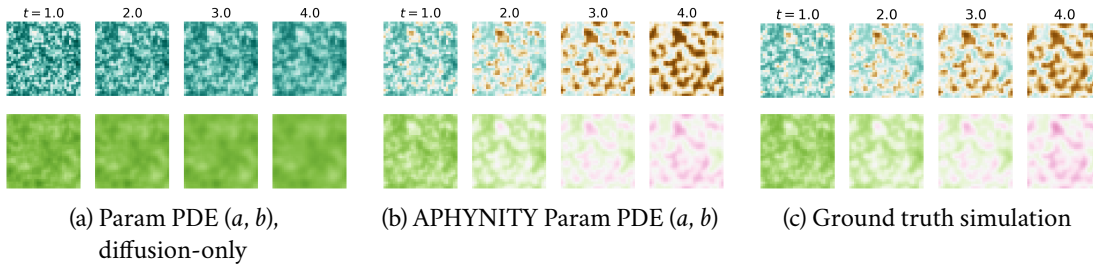 t = 1.0 2.0 3.0 4.0 t = 1.0 2.0 3.0 4.0 t = 1.0 2.0 3.0 4.0
(a) Param PDE (a, b),
diffusion-only
(b) APHYNITY Param PDE (a, b)
(c) Ground truth simulation